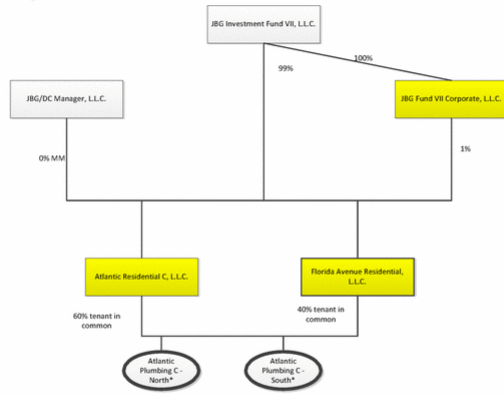 JBG Investment Fund VII, L.L.C.
100%
99%
JBG/DC Manager, L.L.C.
JBG Fund VII Corporate, L.L.C.
0% MM
1%
Atlantic Residential C, L.L.C.
Florida Avenue Residential,
L.L.C.
60% tenant in
common
40% tenant in
common
Atlantic
Plumbing C -
North*
Atlantic
Plumbing C -
South*